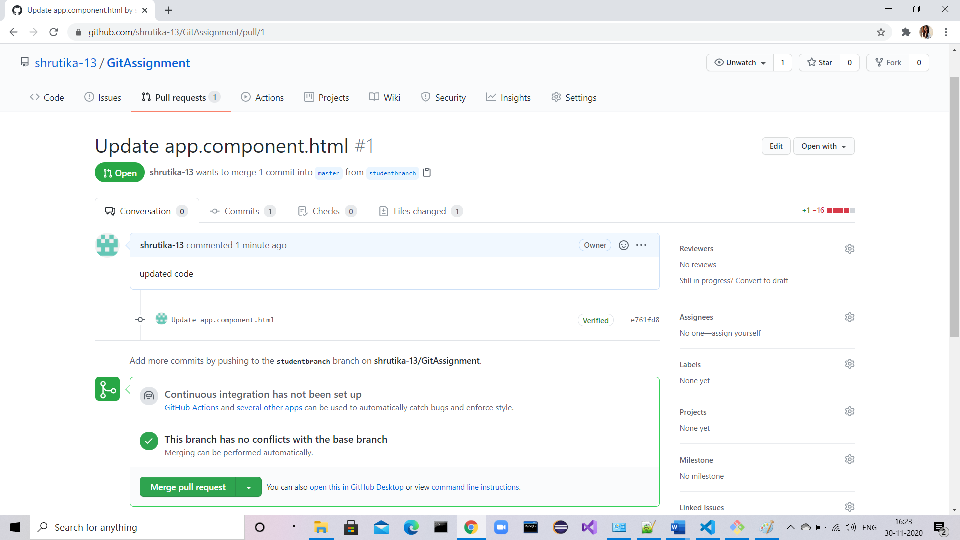 Update app.component.html by s
github.com/shrutika-13/GitAssignment/pull/1
shrutika-13 / GitAssignment
Unwatch 1 Star 0 Fork 0
Code Issues Pull requests 1 Actions Projects Wiki Security Insights Settings
Update app.component.html #1
Edit Open with
Open shrutika-13 wants to merge 1 commit into master from studentbranch
Conversation 0 Commits 1 Checks 0 Files changed 1 +1 −16
shrutika-13 commented 1 minute ago Owner
updated code
Update app.component.html Verified e761fd8
Add more commits by pushing to the studentbranch branch on shrutika-13/GitAssignment.
Continuous integration has not been set up
GitHub Actions and several other apps can be used to automatically catch bugs and enforce style.
This branch has no conflicts with the base branch
Merging can be performed automatically.
Merge pull request You can also open this in GitHub Desktop or view command line instructions.
Reviewers
No reviews
Still in progress? Convert to draft
Assignees
No one—assign yourself
Labels
None yet
Projects
None yet
Milestone
No milestone
Linked issues
Search for anything
ENG
16:23
30-11-2020
2